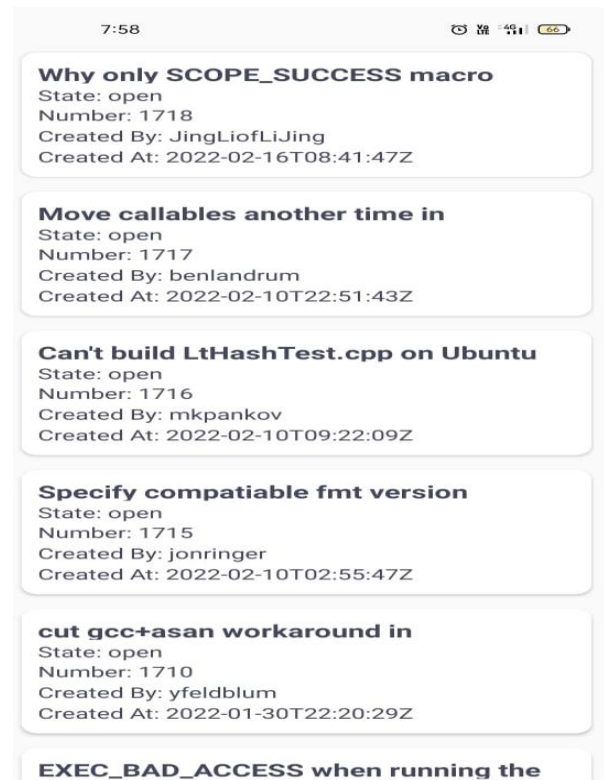 7:58
Vo LTE 4G 66
Why only SCOPE_SUCCESS macro
State: open
Number: 1718
Created By: JingLiofLiJing
Created At: 2022-02-16T08:41:47Z
Move callables another time in
State: open
Number: 1717
Created By: benlandrum
Created At: 2022-02-10T22:51:43Z
Can't build LtHashTest.cpp on Ubuntu
State: open
Number: 1716
Created By: mkpankov
Created At: 2022-02-10T09:22:09Z
Specify compatiable fmt version
State: open
Number: 1715
Created By: jonringer
Created At: 2022-02-10T02:55:47Z
cut gcc+asan workaround in
State: open
Number: 1710
Created By: yfeldblum
Created At: 2022-01-30T22:20:29Z
EXEC_BAD_ACCESS when running the